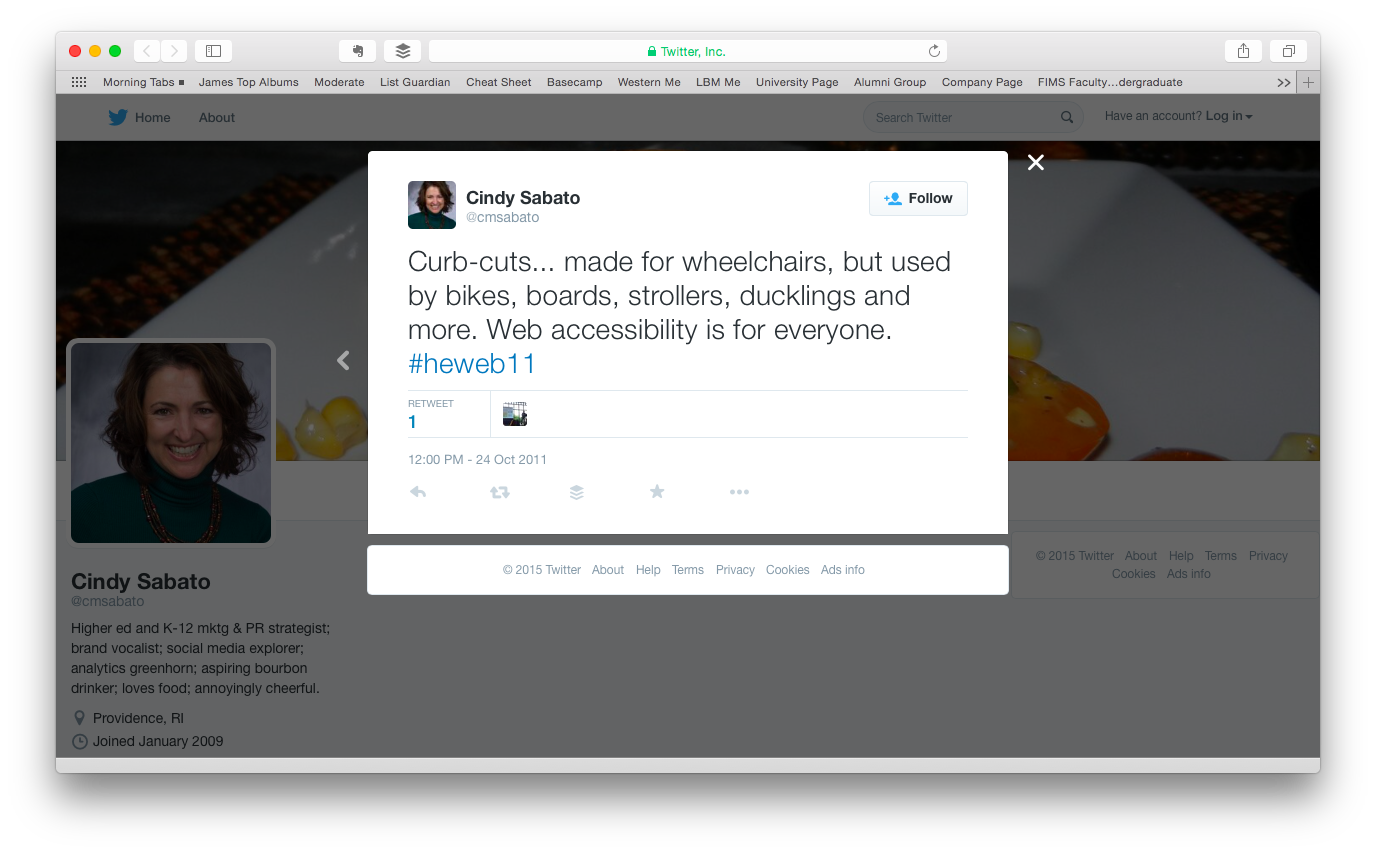 Twitter, Inc.
Morning Tabs James Top Albums Moderate List Guardian Cheat Sheet Basecamp Western Me LBM Me University Page Alumni Group Company Page FIMS Faculty…dergraduate >>
Home About Search Twitter Have an account? Log in
Cindy Sabato
@cmsabato
Follow
Curb-cuts... made for wheelchairs, but used
by bikes, boards, strollers, ducklings and
more. Web accessibility is for everyone.
#heweb11
RETWEET
1
12:00 PM - 24 Oct 2011
© 2015 Twitter About Help Terms Privacy Cookies Ads info
© 2015 Twitter About Help Terms Privacy
Cookies Ads info
Cindy Sabato
@cmsabato
Higher ed and K-12 mktg & PR strategist;
brand vocalist; social media explorer;
analytics greenhorn; aspiring bourbon
drinker; loves food; annoyingly cheerful.
Providence, RI
Joined January 2009